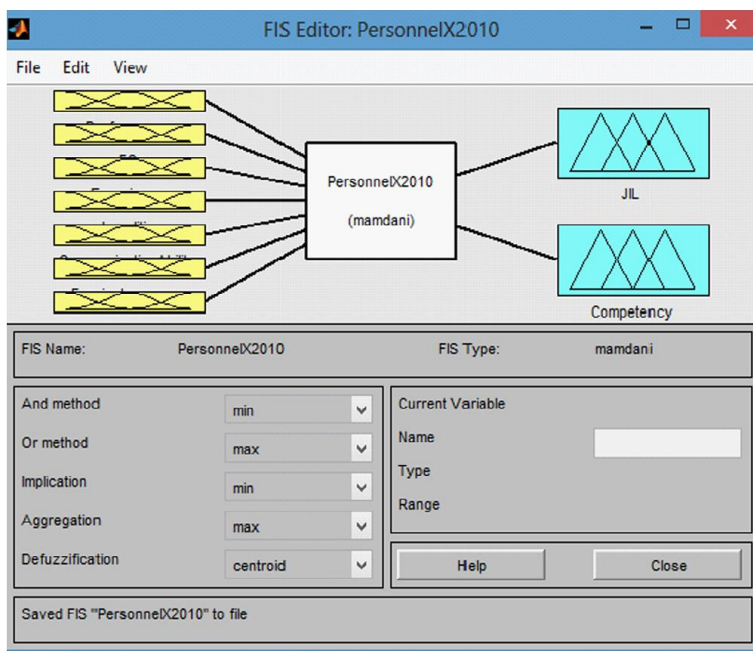 FIS Editor: PersonnelX2010
File Edit View
PersonnelX2010
(mamdani)
JIL
Competency
FIS Name: PersonnelX2010 FIS Type: mamdani
And method min
Or method max
Implication min
Aggregation max
Defuzzification centroid
Current Variable
Name
Type
Range
Help Close
Saved FIS "PersonnelX2010" to file